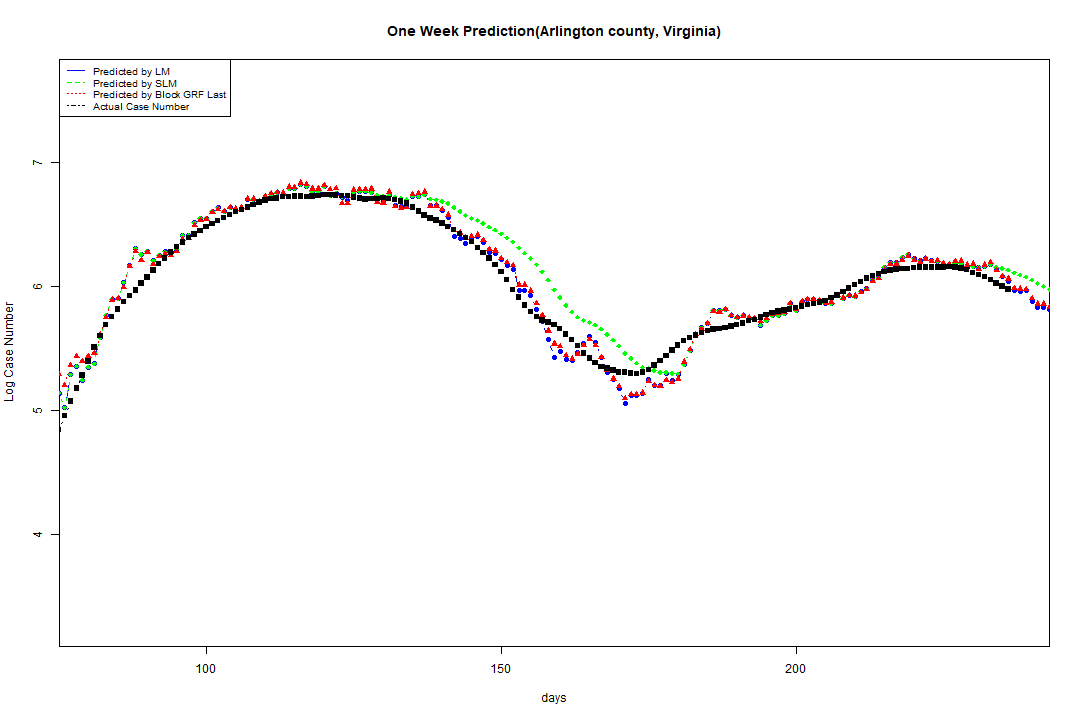 One Week Prediction(Arlington county, Virginia)
Predicted by LM
Predicted by SLM
Predicted by Block GRF Last
Actual Case Number
7
6
5
4
Log Case Number
100
150
200
days